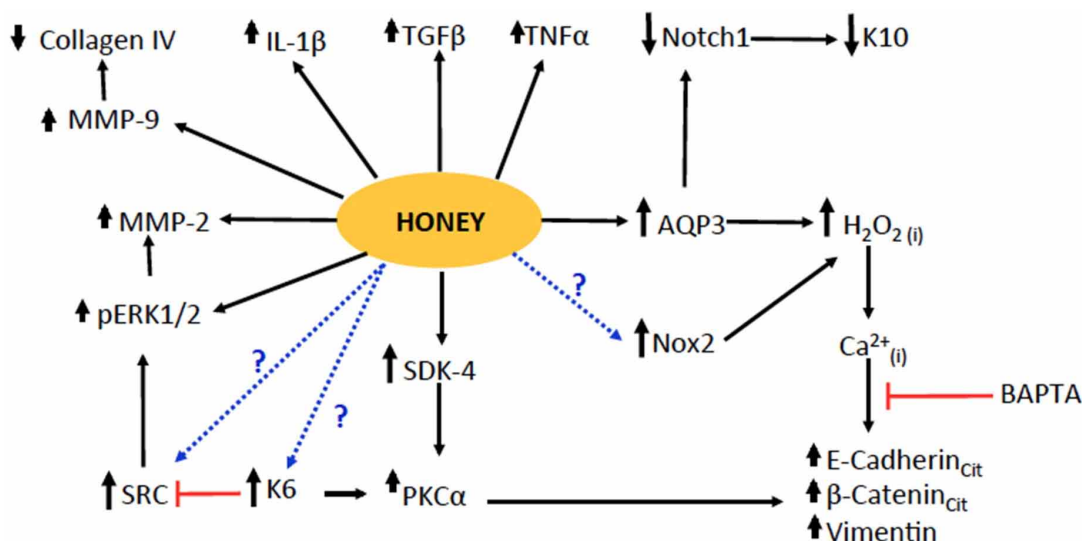 Collagen IV
IL-1β
TGFβ
TNFα
Notch1
K10
MMP-9
MMP-2
HONEY
AQP3
H₂O₂ (i)
?
pERK1/2
?
SDK-4
Nox2
Ca²⁺(i)
?
BAPTA
SRC
K6
PKCα
E-CadherinCit
β-CateninCit
Vimentin